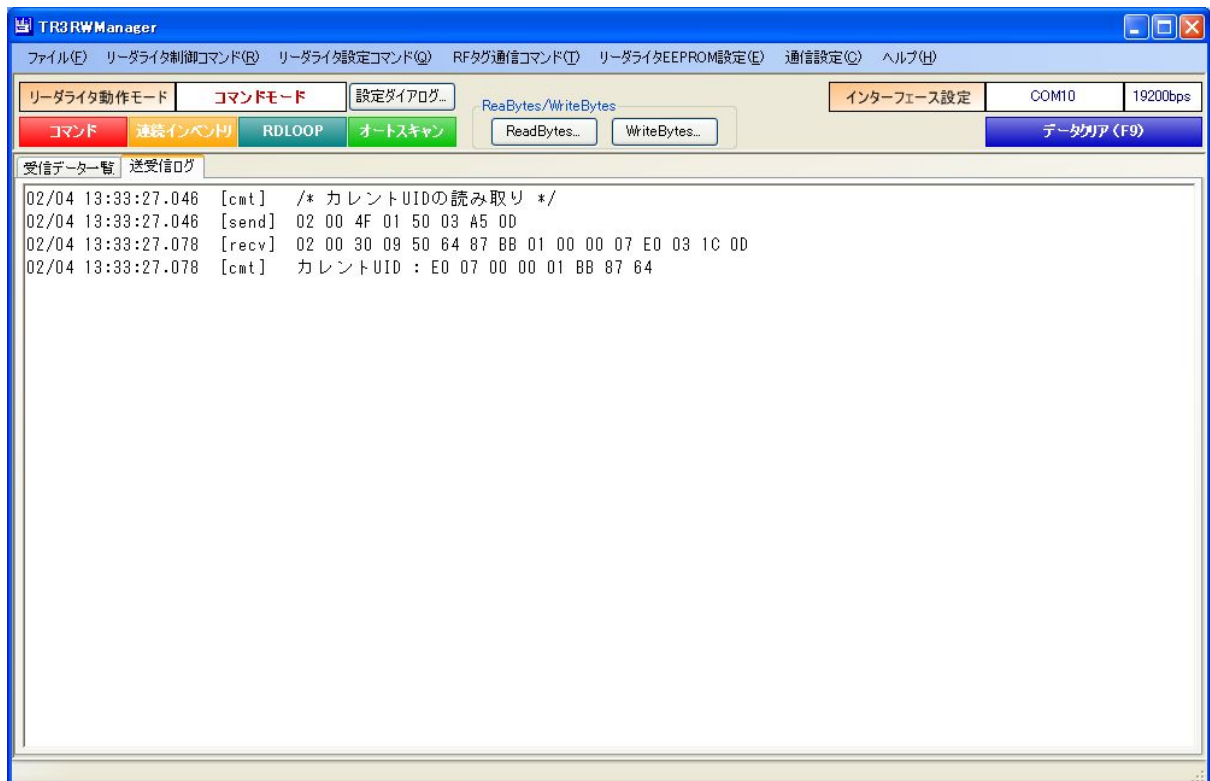 TR3RWManager
ファイル(F) リーダライタ制御コマンド(R) リーダライタ設定コマンド(Q) RFタグ通信コマンド(T) リーダライタEEPROM設定(E) 通信設定(C) ヘルプ(H)
リーダライタ動作モード コマンドモード 設定ダイアログ... ReaBytes/WriteBytes インターフェース設定 COM10 19200bps
コマンド 連続インベントリ RDLOOP オートスキャン ReadBytes... WriteBytes... データクリア(F9)
受信データ一覧 送受信ログ
02/04 13:33:27.046 [cmt] /* カレントUIDの読み取り */
02/04 13:33:27.046 [send] 02 00 4F 01 50 03 A5 0D
02/04 13:33:27.078 [recv] 02 00 30 09 50 64 87 BB 01 00 00 07 E0 03 1C 0D
02/04 13:33:27.078 [cmt] カレントUID : E0 07 00 00 01 BB 87 64